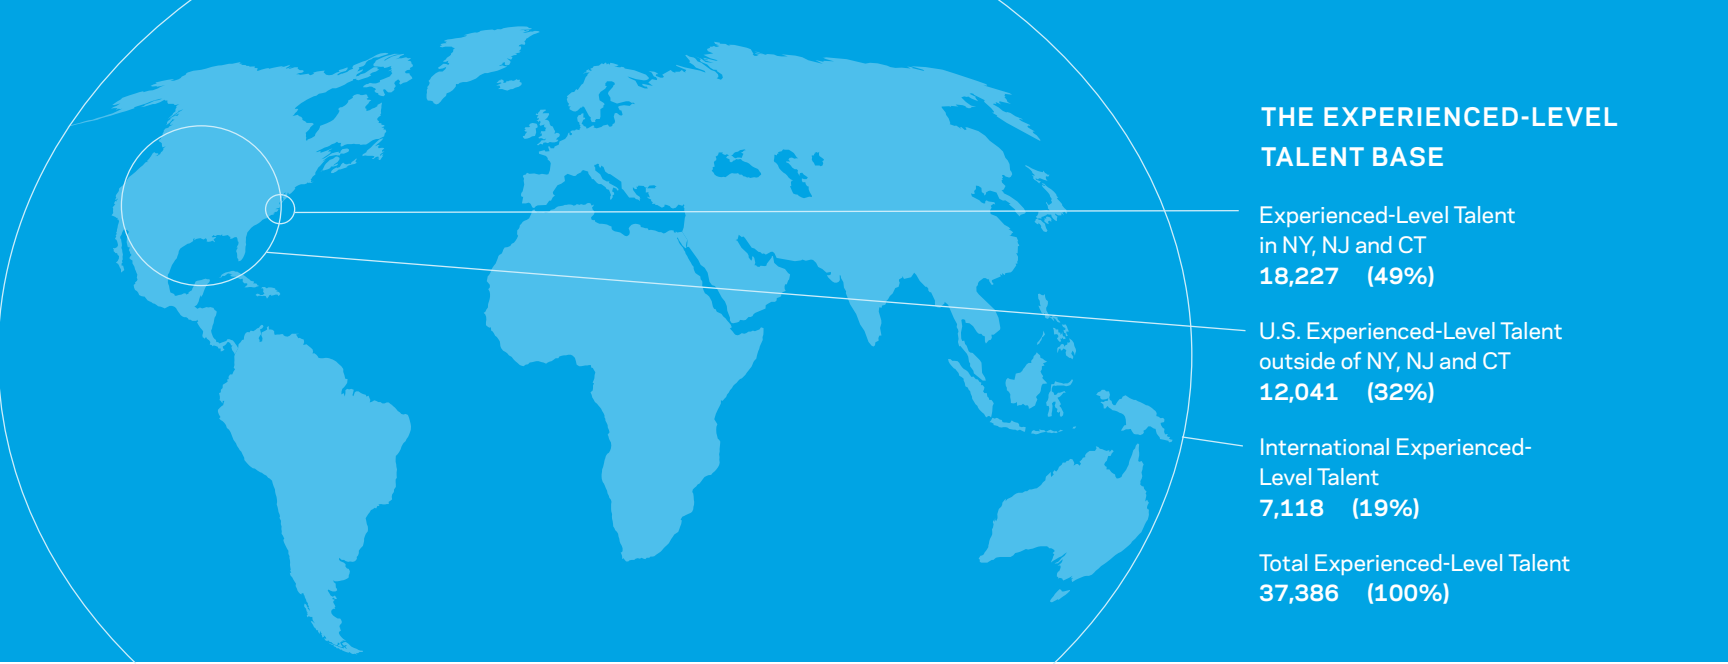 THE EXPERIENCED-LEVEL
TALENT BASE
Experienced-Level Talent
in NY, NJ and CT
18,227 (49%)
U.S. Experienced-Level Talent
outside of NY, NJ and CT
12,041 (32%)
International Experienced-
Level Talent
7,118 (19%)
Total Experienced-Level Talent
37,386 (100%)